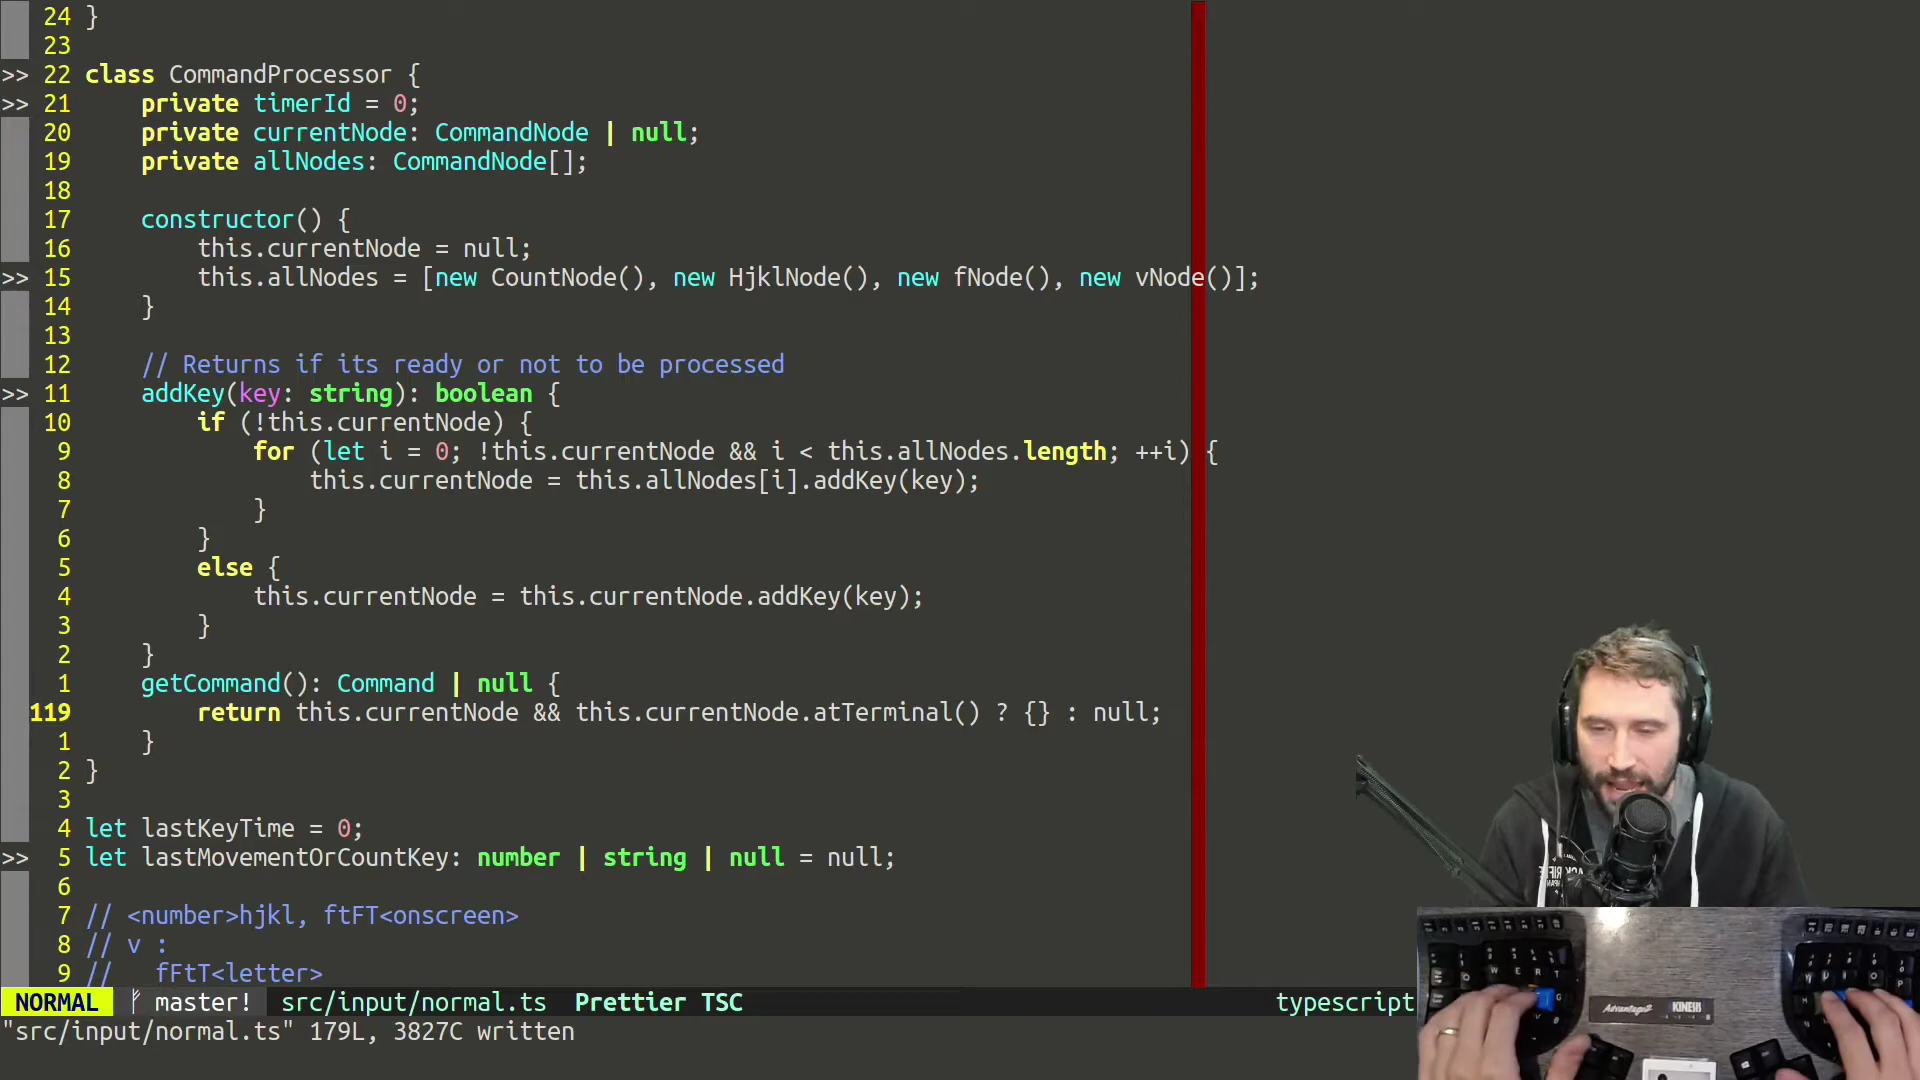 24 }
23
>> 22 class CommandProcessor {
>> 21     private timerId = 0;
20     private currentNode: CommandNode | null;
19     private allNodes: CommandNode[];
18
17     constructor() {
16         this.currentNode = null;
>> 15         this.allNodes = [new CountNode(), new HjklNode(), new fNode(), new vNode()];
14     }
13
12     // Returns if its ready or not to be processed
>> 11     addKey(key: string): boolean {
10         if (!this.currentNode) {
9             for (let i = 0; !this.currentNode && i < this.allNodes.length; ++i) {
8                 this.currentNode = this.allNodes[i].addKey(key);
7             }
6         }
5         else {
4             this.currentNode = this.currentNode.addKey(key);
3         }
2     }
1     getCommand(): Command | null {
119         return this.currentNode && this.currentNode.atTerminal() ? {} : null;
1     }
2 }
3
4 let lastKeyTime = 0;
>> 5 let lastMovementOrCountKey: number | string | null = null;
6
7 // <number>hjkl, ftFT<onscreen>
8 // v :
9 //   fFtT<letter>
NORMAL master! src/input/normal.ts Prettier TSC typescript
"src/input/normal.ts" 179L, 3827C written
Advantage2 KINESIS